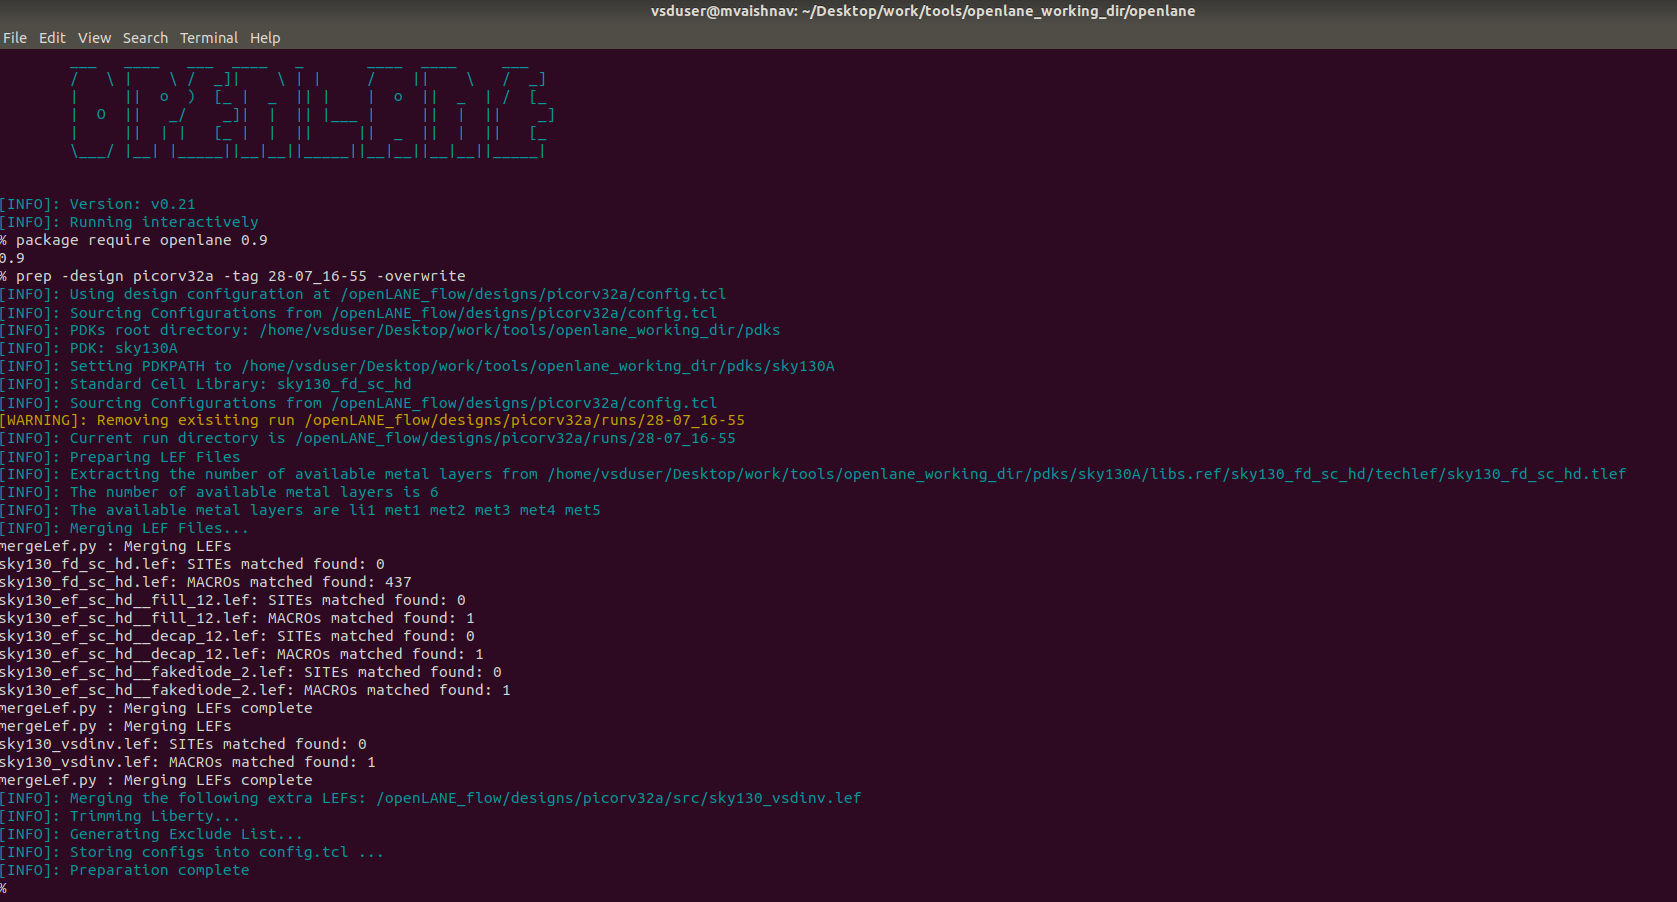 vsduser@mvaishnav: ~/Desktop/work/tools/openlane_working_dir/openlane
File Edit View Search Terminal Help
OPENLANE
[INFO]: Version: v0.21
[INFO]: Running interactively
% package require openlane 0.9
0.9
% prep -design picorv32a -tag 28-07_16-55 -overwrite
[INFO]: Using design configuration at /openLANE_flow/designs/picorv32a/config.tcl
[INFO]: Sourcing Configurations from /openLANE_flow/designs/picorv32a/config.tcl
[INFO]: PDKs root directory: /home/vsduser/Desktop/work/tools/openlane_working_dir/pdks
[INFO]: PDK: sky130A
[INFO]: Setting PDKPATH to /home/vsduser/Desktop/work/tools/openlane_working_dir/pdks/sky130A
[INFO]: Standard Cell Library: sky130_fd_sc_hd
[INFO]: Sourcing Configurations from /openLANE_flow/designs/picorv32a/config.tcl
[WARNING]: Removing exisiting run /openLANE_flow/designs/picorv32a/runs/28-07_16-55
[INFO]: Current run directory is /openLANE_flow/designs/picorv32a/runs/28-07_16-55
[INFO]: Preparing LEF Files
[INFO]: Extracting the number of available metal layers from /home/vsduser/Desktop/work/tools/openlane_working_dir/pdks/sky130A/libs.ref/sky130_fd_sc_hd/techlef/sky130_fd_sc_hd.tlef
[INFO]: The number of available metal layers is 6
[INFO]: The available metal layers are li1 met1 met2 met3 met4 met5
[INFO]: Merging LEF Files...
mergeLef.py : Merging LEFs
sky130_fd_sc_hd.lef: SITEs matched found: 0
sky130_fd_sc_hd.lef: MACROs matched found: 437
sky130_ef_sc_hd__fill_12.lef: SITEs matched found: 0
sky130_ef_sc_hd__fill_12.lef: MACROs matched found: 1
sky130_ef_sc_hd__decap_12.lef: SITEs matched found: 0
sky130_ef_sc_hd__decap_12.lef: MACROs matched found: 1
sky130_ef_sc_hd__fakediode_2.lef: SITEs matched found: 0
sky130_ef_sc_hd__fakediode_2.lef: MACROs matched found: 1
mergeLef.py : Merging LEFs complete
mergeLef.py : Merging LEFs
sky130_vsdinv.lef: SITEs matched found: 0
sky130_vsdinv.lef: MACROs matched found: 1
mergeLef.py : Merging LEFs complete
[INFO]: Merging the following extra LEFs: /openLANE_flow/designs/picorv32a/src/sky130_vsdinv.lef
[INFO]: Trimming Liberty...
[INFO]: Generating Exclude List...
[INFO]: Storing configs into config.tcl ...
[INFO]: Preparation complete
%